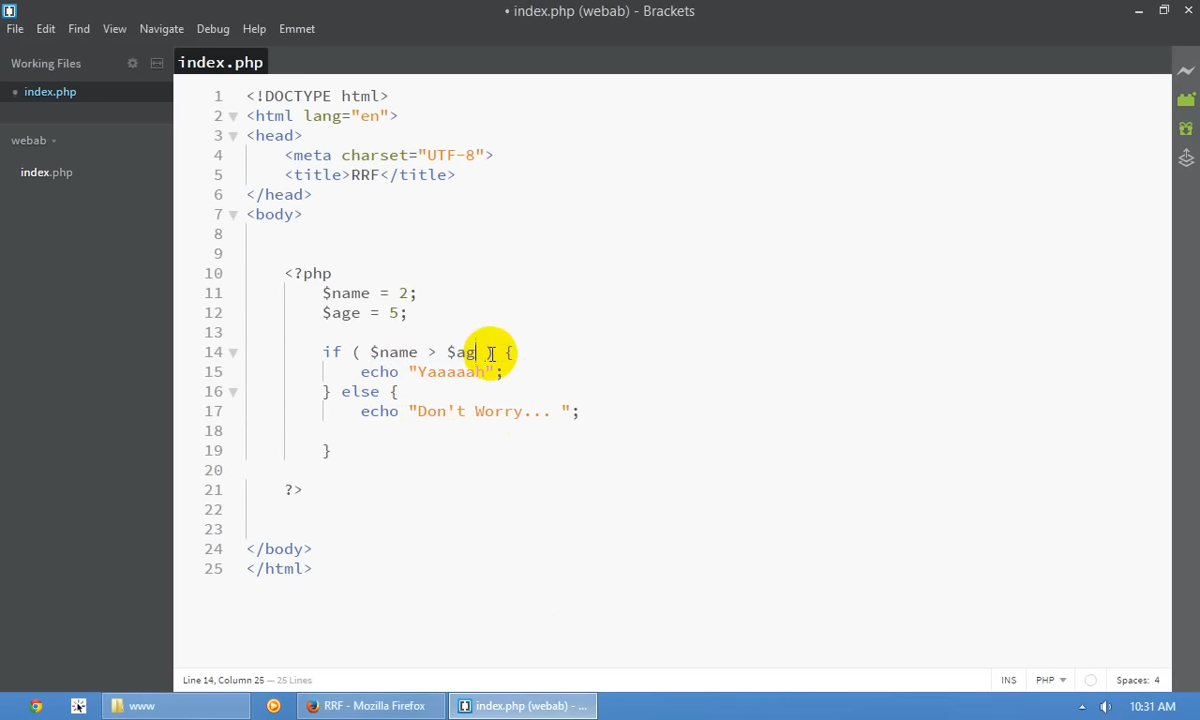 • index.php (webab) - Brackets
File Edit Find View Navigate Debug Help Emmet
Working Files
index.php
• index.php
webab
index.php
1 <!DOCTYPE html>
2 <html lang="en">
3 <head>
4 <meta charset="UTF-8">
5 <title>RRF</title>
6 </head>
7 <body>
8
9
10 <?php
11 $name = 2;
12 $age = 5;
13
14 if ( $name > $ag ) {
15 echo "Yaaaaah";
16 } else {
17 echo "Don't Worry... ";
18
19 }
20
21 ?>
22
23
24 </body>
25 </html>
Line 14, Column 25 — 25 Lines
INS PHP Spaces: 4
www
RRF - Mozilla Firefox
index.php (webab) - ...
10:31 AM